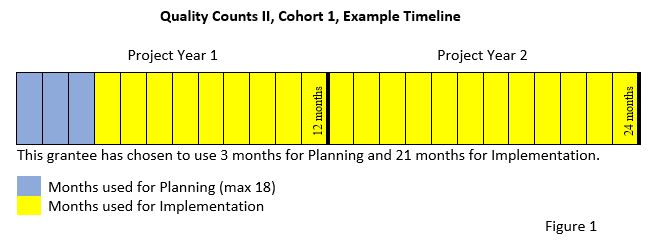 Quality Counts II, Cohort 1, Example Timeline
Project Year 1
Project Year 2
12 months
24 months
This grantee has chosen to use 3 months for Planning and 21 months for Implementation.
Months used for Planning (max 18)
Months used for Implementation
Figure 1